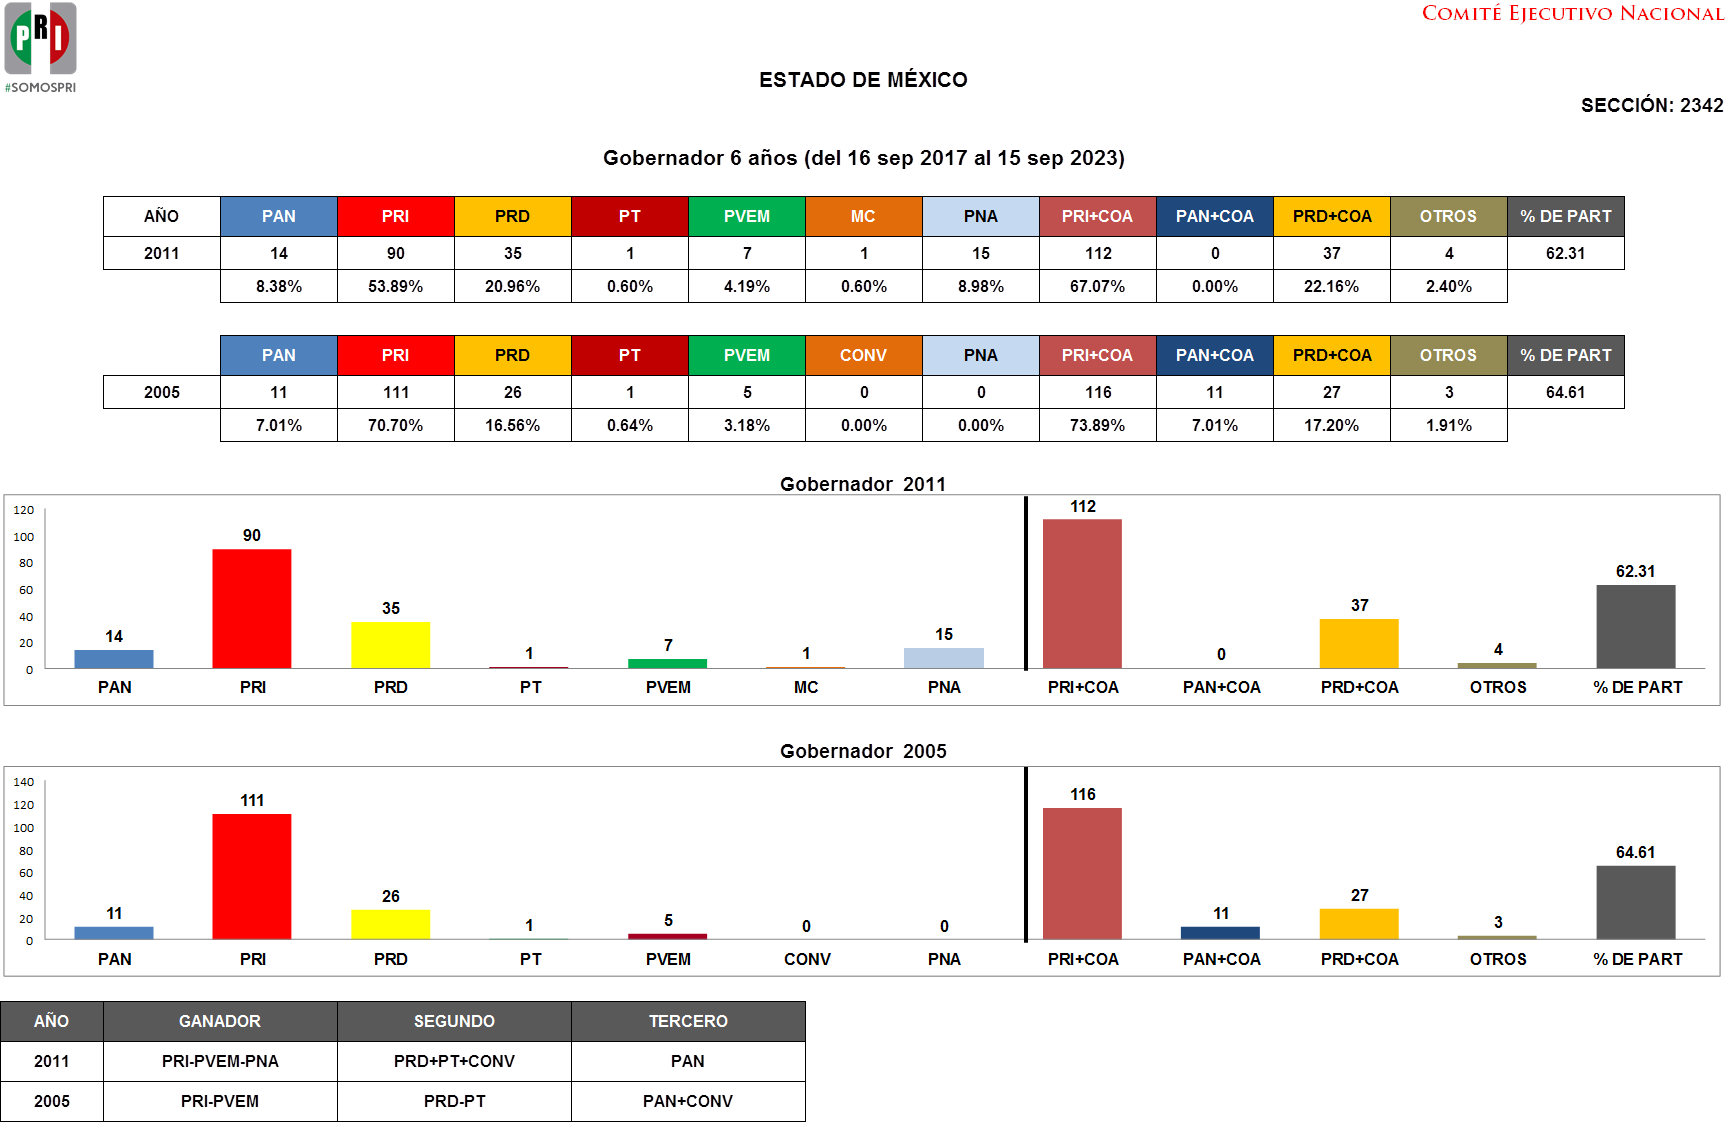 PRI
#SOMOSPRI
COMITÉ EJECUTIVO NACIONAL
ESTADO DE MÉXICO
SECCIÓN: 2342
Gobernador 6 años (del 16 sep 2017 al 15 sep 2023)
AÑO PAN PRI PRD PT PVEM MC PNA PRI+COA PAN+COA PRD+COA OTROS % DE PART
2011 14 90 35 1 7 1 15 112 0 37 4 62.31
8.38% 53.89% 20.96% 0.60% 4.19% 0.60% 8.98% 67.07% 0.00% 22.16% 2.40%
PAN PRI PRD PT PVEM CONV PNA PRI+COA PAN+COA PRD+COA OTROS % DE PART
2005 11 111 26 1 5 0 0 116 11 27 3 64.61
7.01% 70.70% 16.56% 0.64% 3.18% 0.00% 0.00% 73.89% 7.01% 17.20% 1.91%
Gobernador 2011
120
100
80
60
40
20
0
14 90 35 1 7 1 15 112 0 37 4 62.31
PAN PRI PRD PT PVEM MC PNA PRI+COA PAN+COA PRD+COA OTROS % DE PART
Gobernador 2005
140
120
100
80
60
40
20
0
11 111 26 1 5 0 0 116 11 27 3 64.61
PAN PRI PRD PT PVEM CONV PNA PRI+COA PAN+COA PRD+COA OTROS % DE PART
AÑO GANADOR SEGUNDO TERCERO
2011 PRI-PVEM-PNA PRD+PT+CONV PAN
2005 PRI-PVEM PRD-PT PAN+CONV